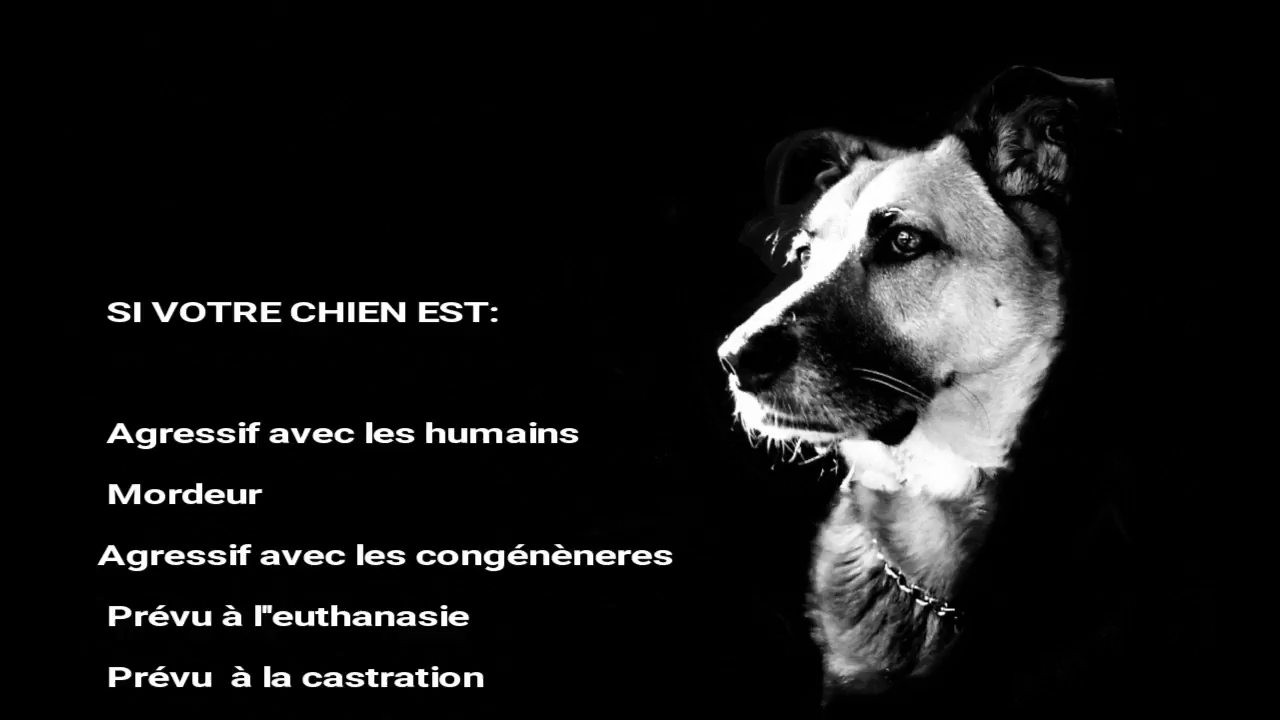 SI VOTRE CHIEN EST:
Agressif avec les humains
Mordeur
Agressif avec les congénèneres
Prévu à l"euthanasie
Prévu  à la castration